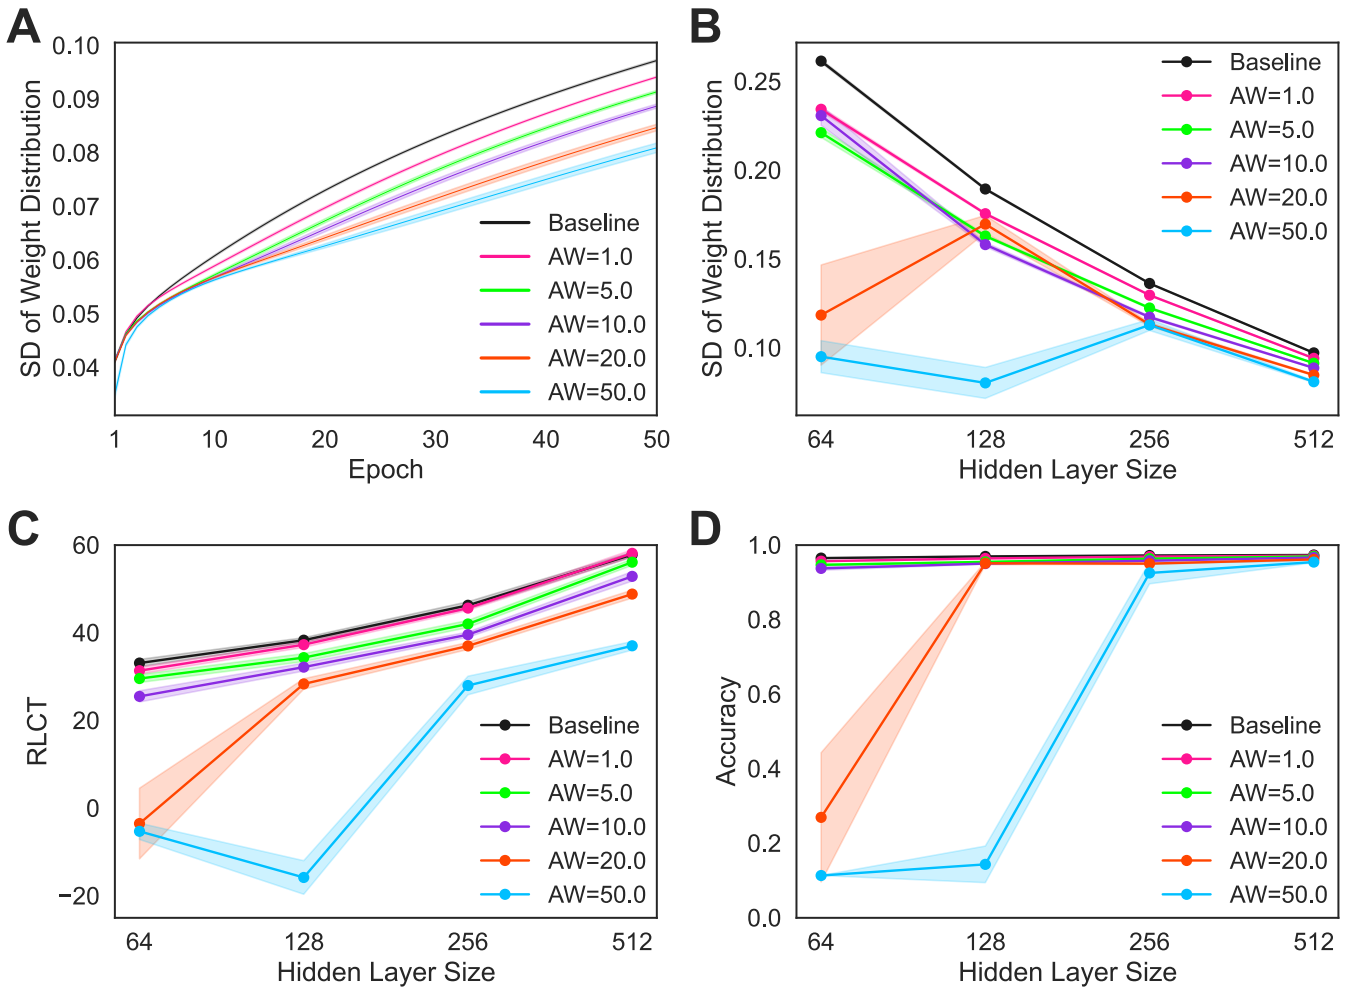 A
SD of Weight Distribution
0.10
0.09
0.08
0.07
0.06
0.05
0.04
1
10
20
30
40
50
Epoch
Baseline
AW=1.0
AW=5.0
AW=10.0
AW=20.0
AW=50.0
B
SD of Weight Distribution
0.25
0.20
0.15
0.10
64
128
256
512
Hidden Layer Size
Baseline
AW=1.0
AW=5.0
AW=10.0
AW=20.0
AW=50.0
C
RLCT
60
40
20
0
−20
64
128
256
512
Hidden Layer Size
Baseline
AW=1.0
AW=5.0
AW=10.0
AW=20.0
AW=50.0
D
Accuracy
1.0
0.8
0.6
0.4
0.2
0.0
64
128
256
512
Hidden Layer Size
Baseline
AW=1.0
AW=5.0
AW=10.0
AW=20.0
AW=50.0